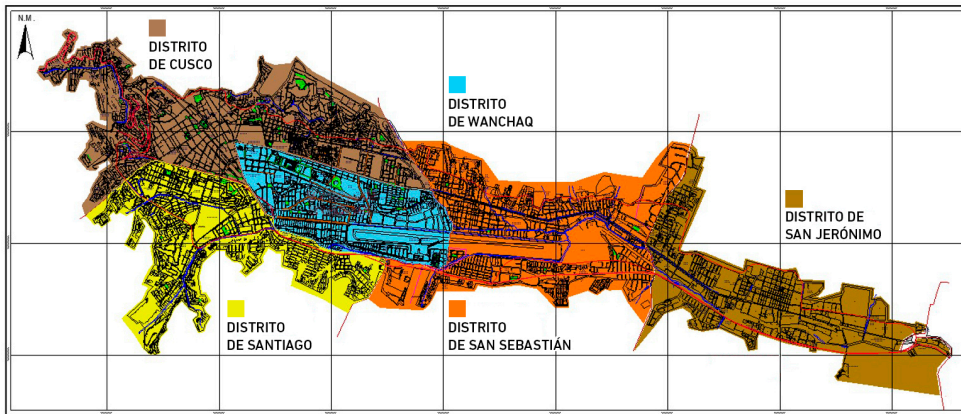 N.M.
DISTRITO
DE CUSCO
DISTRITO
DE WANCHAQ
DISTRITO DE
SAN JERÓNIMO
DISTRITO
DE SANTIAGO
DISTRITO
DE SAN SEBASTIÁN